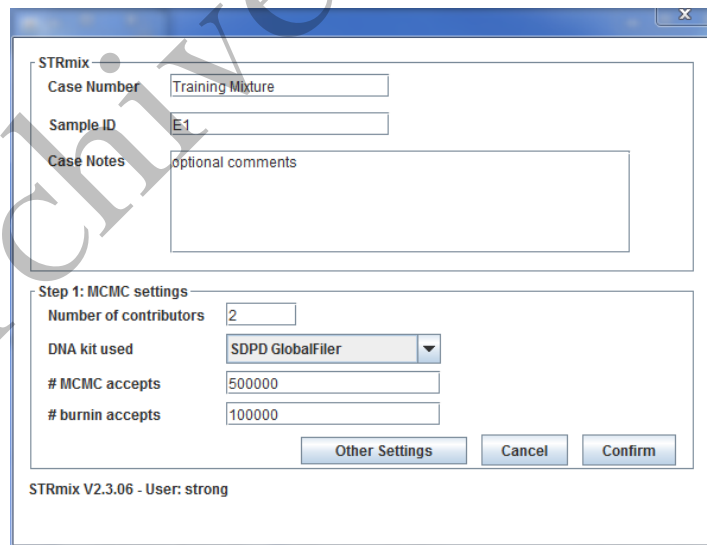 x
STRmix
Case Number Training Mixture
Sample ID E1
Case Notes optional comments
Step 1: MCMC settings
Number of contributors 2
DNA kit used SDPD GlobalFiler
# MCMC accepts 500000
# burnin accepts 100000
Other Settings Cancel Confirm
STRmix V2.3.06 - User: strong
chive